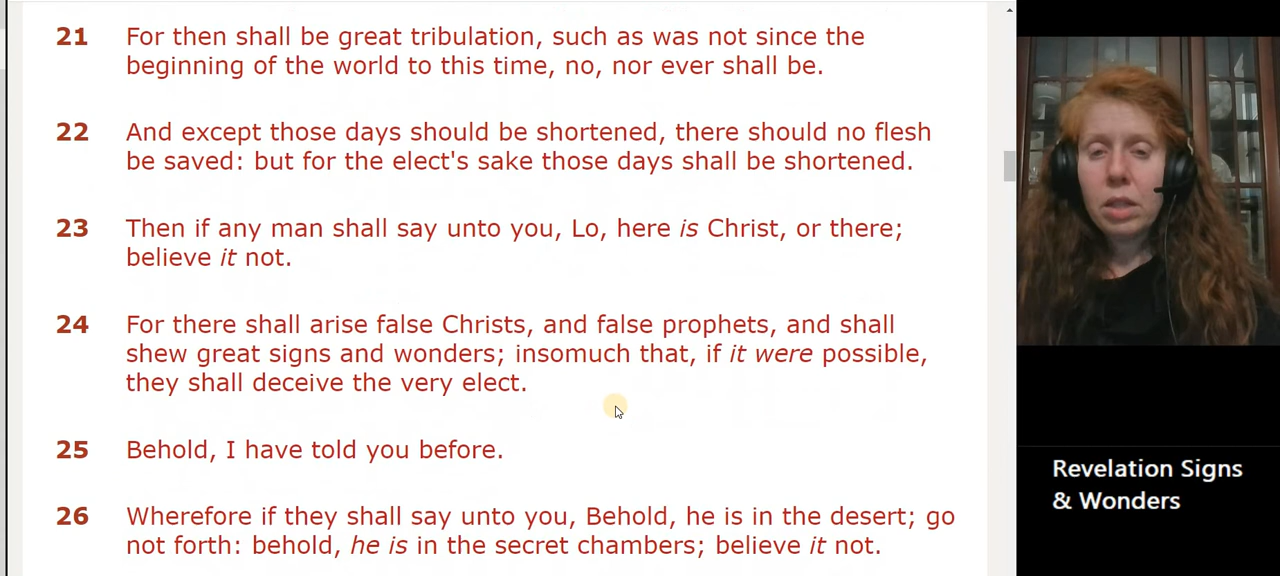 21 For then shall be great tribulation, such as was not since the
beginning of the world to this time, no, nor ever shall be.
22 And except those days should be shortened, there should no flesh
be saved: but for the elect's sake those days shall be shortened.
23 Then if any man shall say unto you, Lo, here is Christ, or there;
believe it not.
24 For there shall arise false Christs, and false prophets, and shall
shew great signs and wonders; insomuch that, if it were possible,
they shall deceive the very elect.
25 Behold, I have told you before.
26 Wherefore if they shall say unto you, Behold, he is in the desert; go
not forth: behold, he is in the secret chambers; believe it not.
Revelation Signs
& Wonders